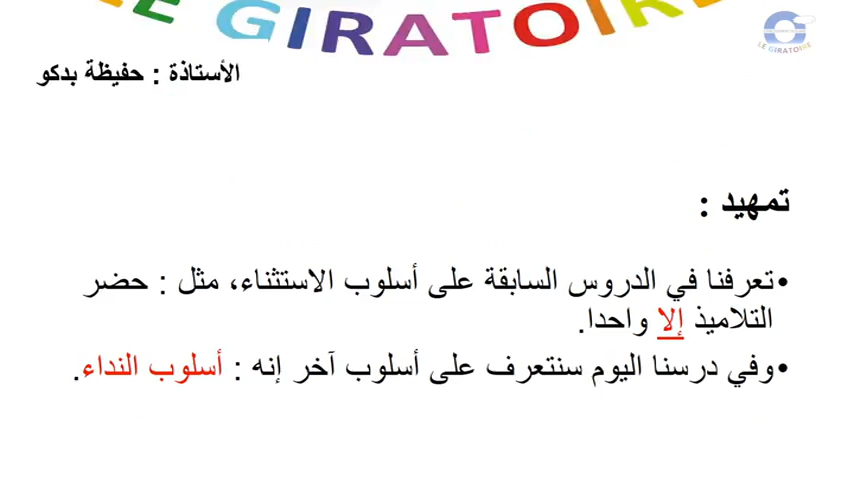 LE GIRATOIRE
LE GIRATOIRE
الأستاذة : حفيظة بدكو
تمهيد :
•تعرفنا في الدروس السابقة على أسلوب الاستثناء، مثل : حضر
التلاميذ إلا واحدا.
•وفي درسنا اليوم سنتعرف على أسلوب آخر إنه : أسلوب النداء.